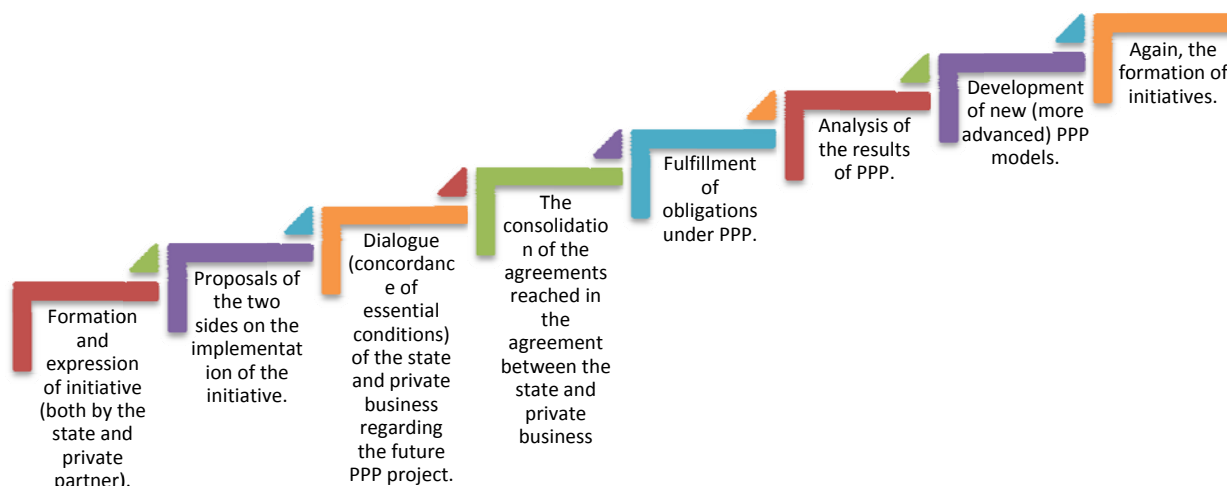 Formation
and
expression
of initiative
(both by the
state and
private
partner).
Proposals of
the two
sides on the
implementat
ion of the
initiative.
Dialogue
(concordanc
e of
essential
conditions)
of the state
and private
business
regarding
the future
PPP project.
The
consolidatio
n of the
agreements
reached in
the
agreement
between the
state and
private
business
Fulfillment
of
obligations
under PPP.
Analysis of
the results
of PPP.
Development
of new (more
advanced) PPP
models.
Again, the
formation of
initiatives.